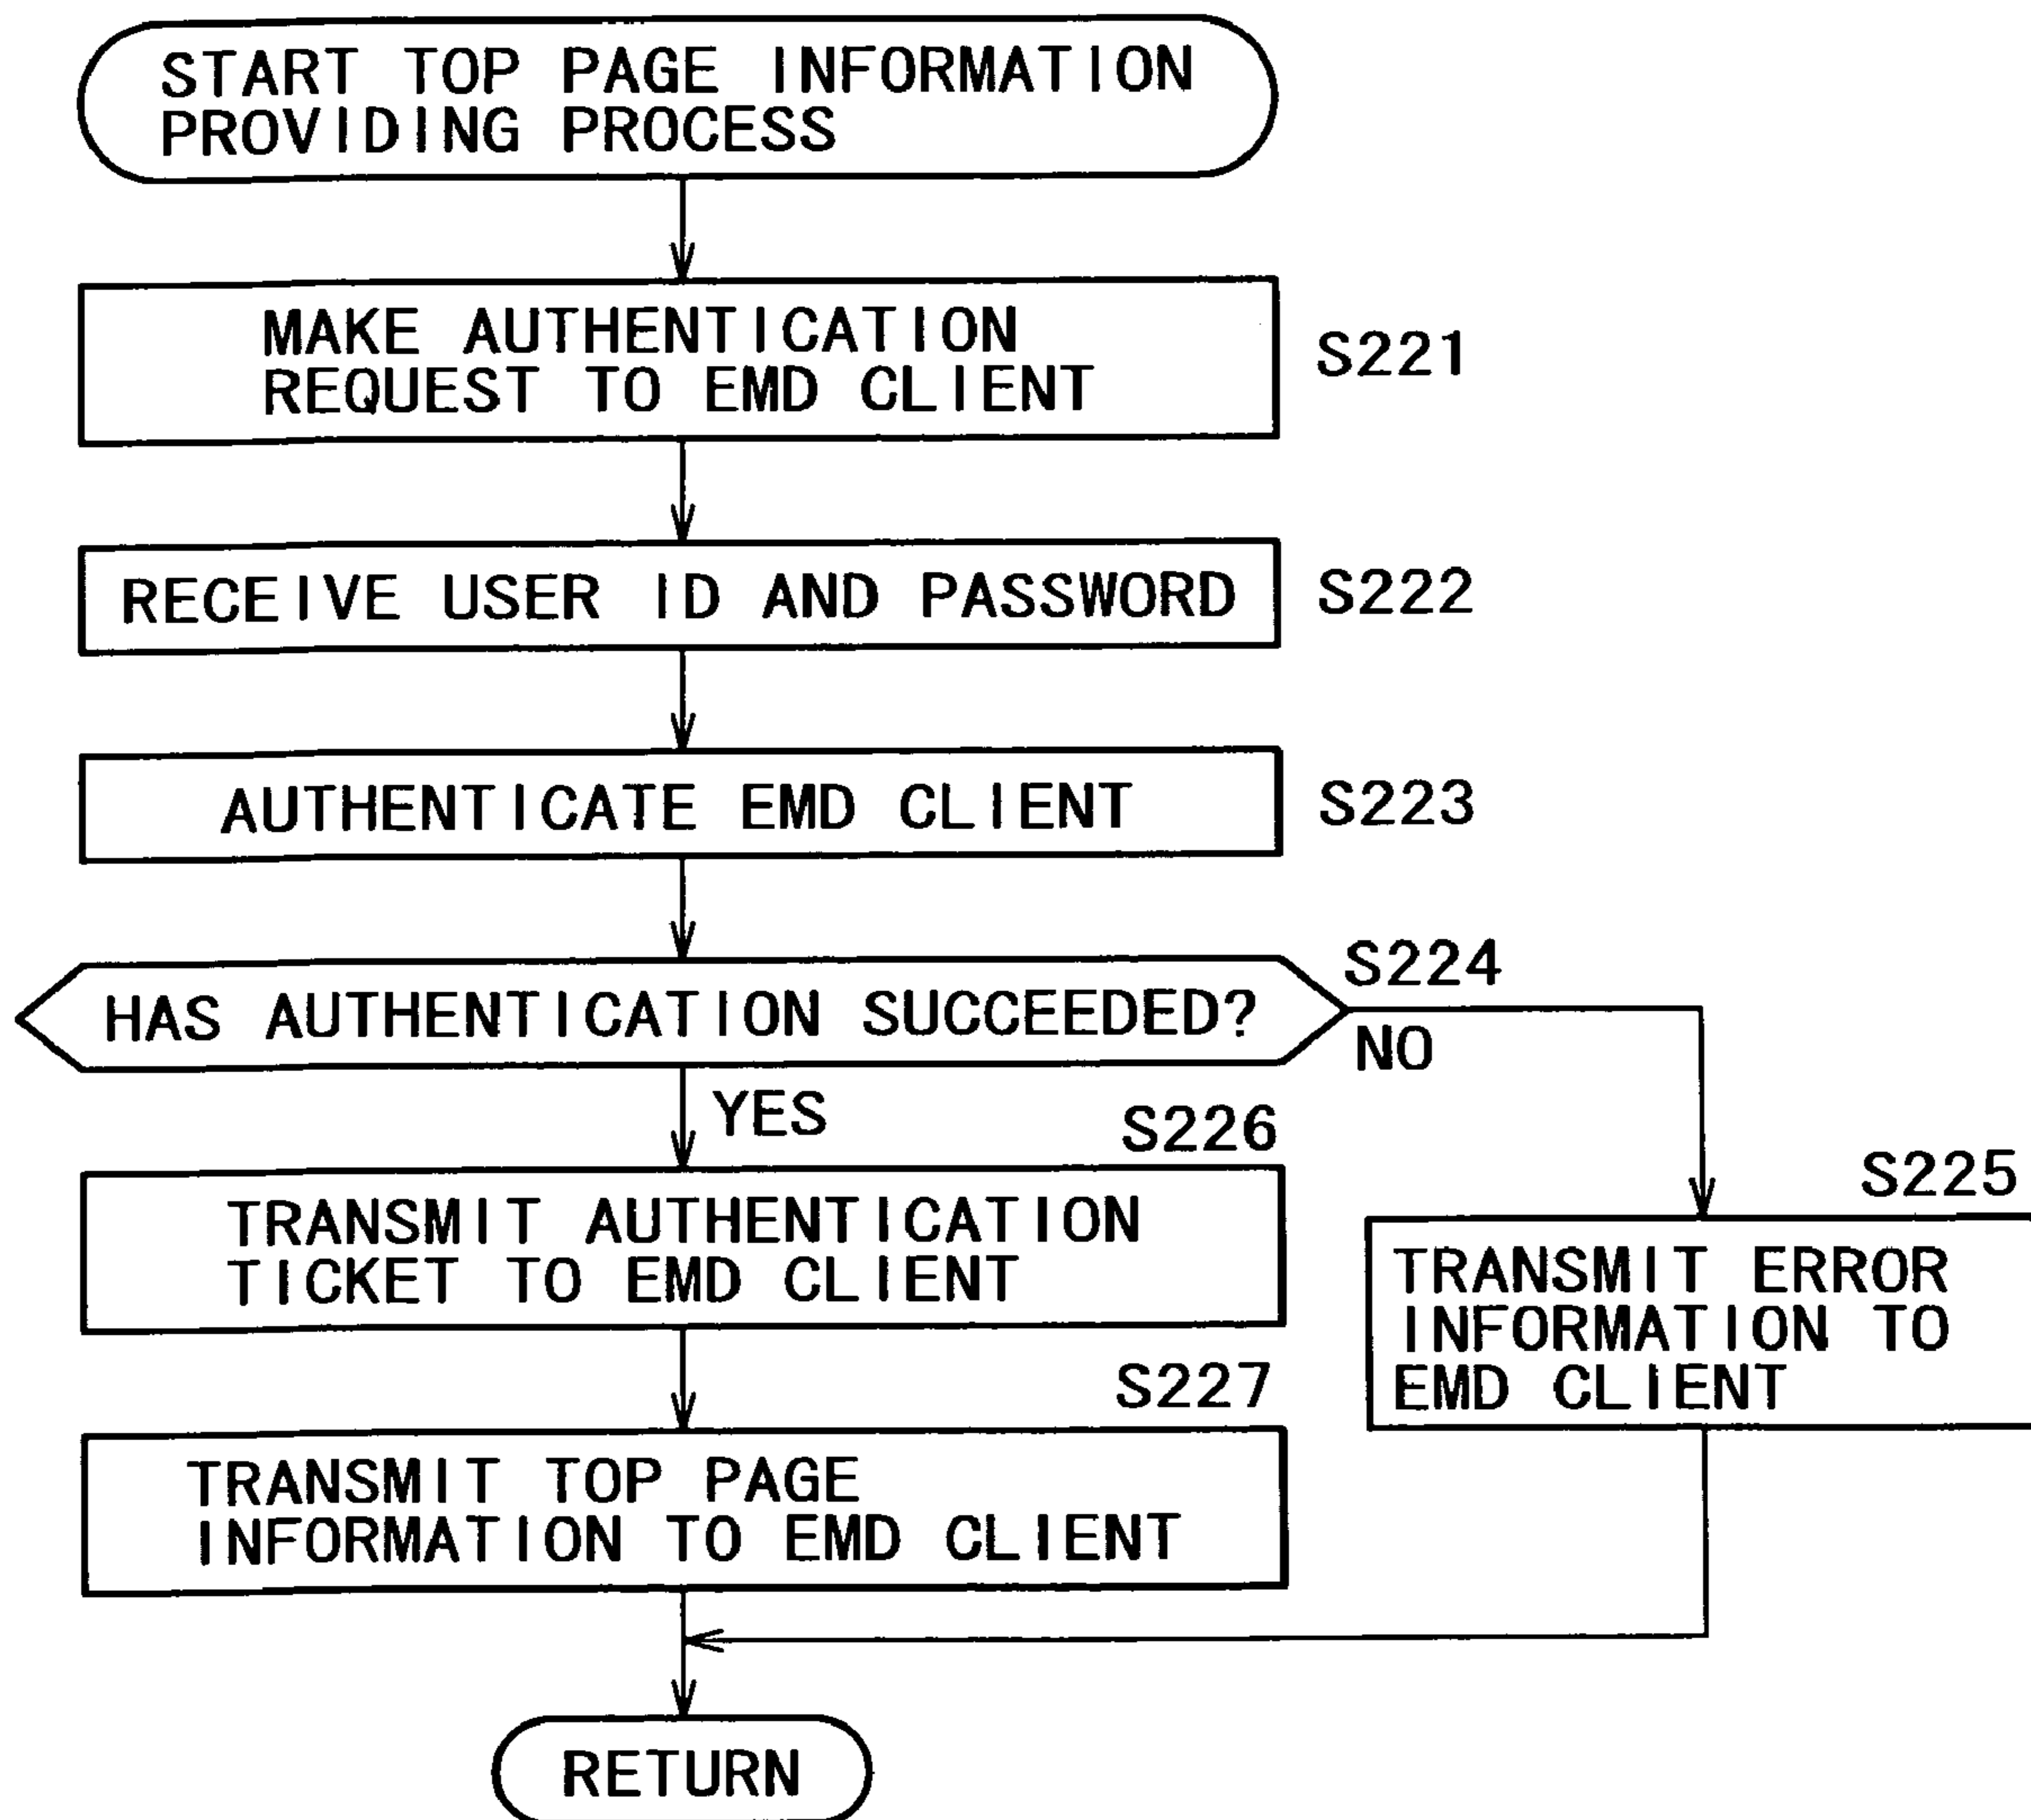 START TOP PAGE INFORMATION
PROVIDING PROCESS
MAKE AUTHENTICATION
REQUEST TO EMD CLIENT
S221
RECEIVE USER ID AND PASSWORD
S222
AUTHENTICATE EMD CLIENT
S223
HAS AUTHENTICATION SUCCEEDED?
S224
NO
YES
S226
TRANSMIT AUTHENTICATION
TICKET TO EMD CLIENT
S225
TRANSMIT ERROR
INFORMATION TO
EMD CLIENT
S227
TRANSMIT TOP PAGE
INFORMATION TO EMD CLIENT
RETURN